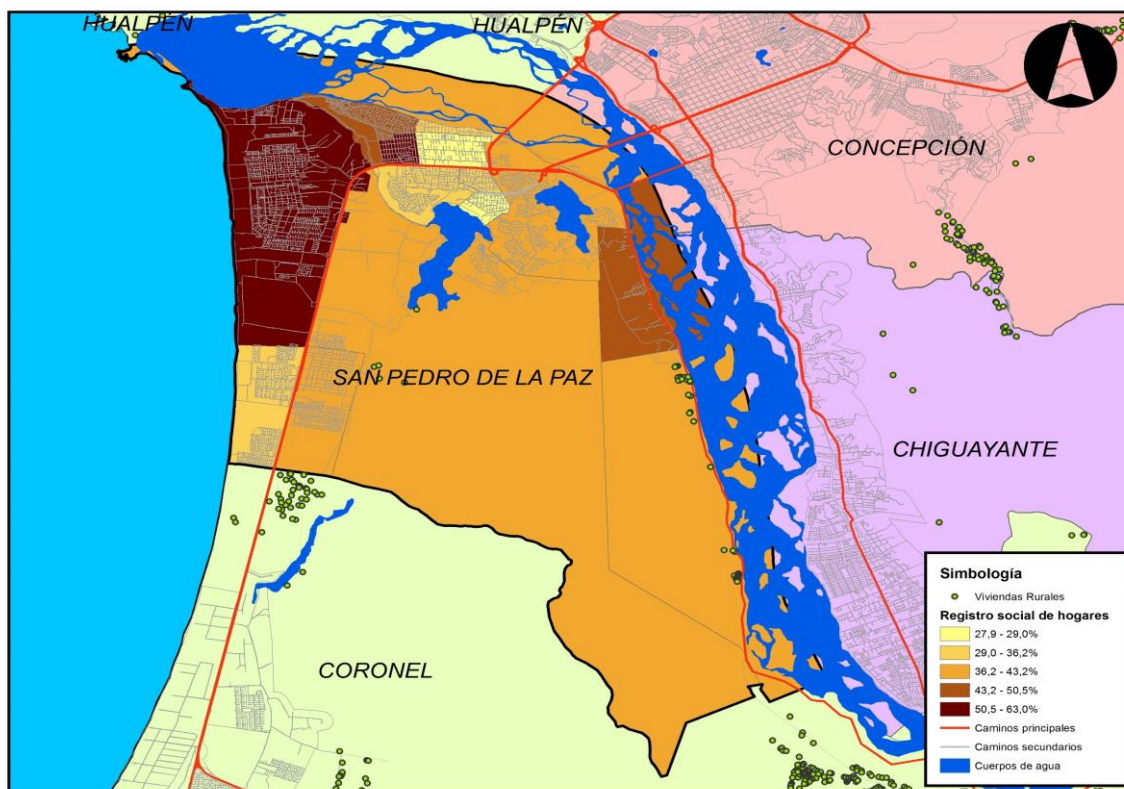 HUALPÉN
HUALPÉN
CONCEPCIÓN
SAN PEDRO DE LA PAZ
CHIGUAYANTE
CORONEL
Simbología
Viviendas Rurales
Registro social de hogares
27,9 - 29,0%
29,0 - 36,2%
36,2 - 43,2%
43,2 - 50,5%
50,5 - 63,0%
Caminos principales
Caminos secundarios
Cuerpos de agua